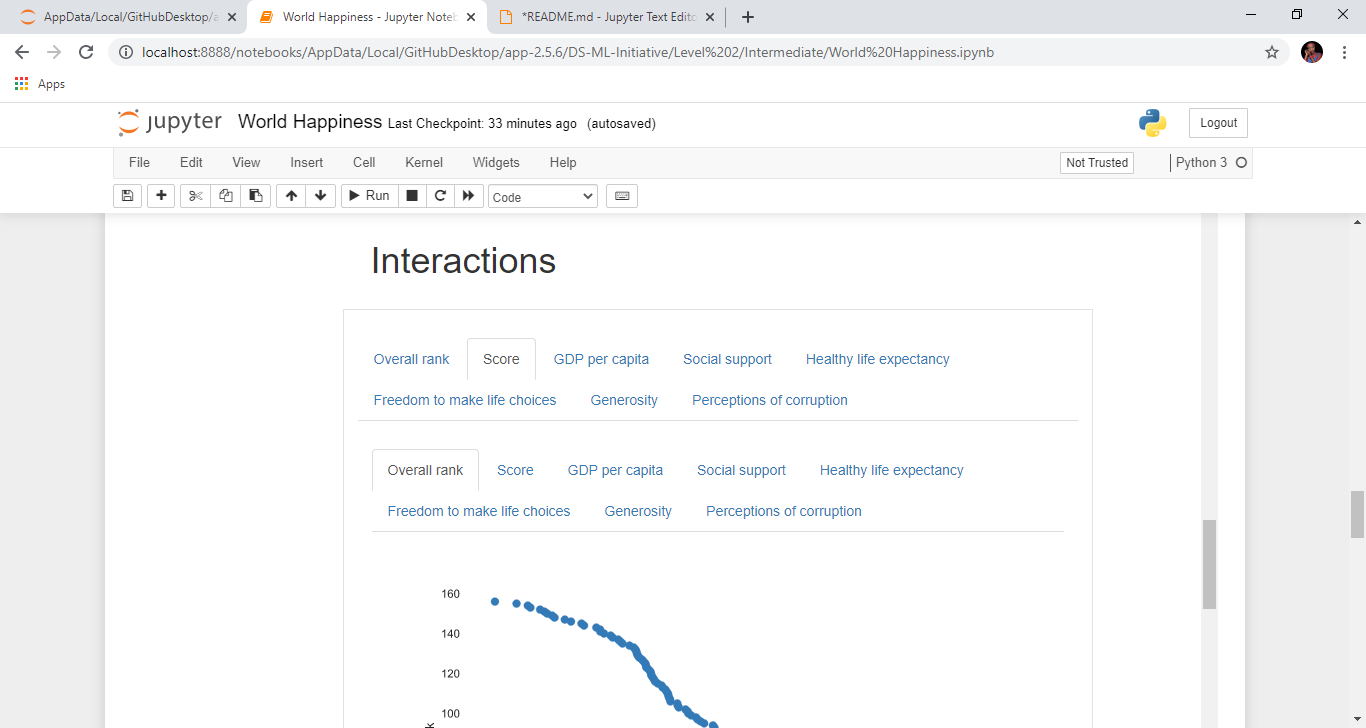 AppData/Local/GitHubDesktop/a
World Happiness - Jupyter Noteb
*README.md - Jupyter Text Edito
localhost:8888/notebooks/AppData/Local/GitHubDesktop/app-2.5.6/DS-ML-Initiative/Level%202/Intermediate/World%20Happiness.ipynb
Apps
jupyter World Happiness Last Checkpoint: 33 minutes ago (autosaved)
Logout
File Edit View Insert Cell Kernel Widgets Help
Not Trusted
Python 3
Run
Code
Interactions
Overall rank Score GDP per capita Social support Healthy life expectancy
Freedom to make life choices Generosity Perceptions of corruption
Overall rank Score GDP per capita Social support Healthy life expectancy
Freedom to make life choices Generosity Perceptions of corruption
160
140
120
100